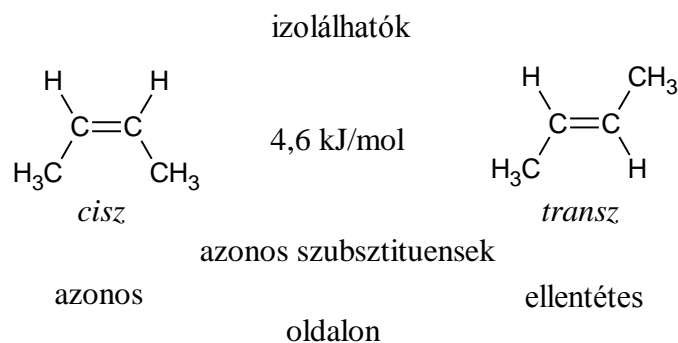 izolálhatók
H H H CH₃
C=C 4,6 kJ/mol C=C
H₃C CH₃ H₃C H
cisz transz
azonos szubsztituensek
azonos ellentétes
oldalon